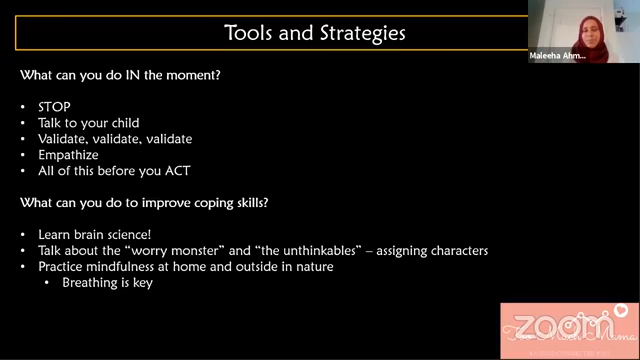 Tools and Strategies
Maleeha Ahm...
What can you do IN the moment?
• STOP
• Talk to your child
• Validate, validate, validate
• Empathize
• All of this before you ACT
What can you do to improve coping skills?
• Learn brain science!
• Talk about the “worry monster” and “the unthinkables” – assigning characters
• Practice mindfulness at home and outside in nature
• Breathing is key
zoom
Mama